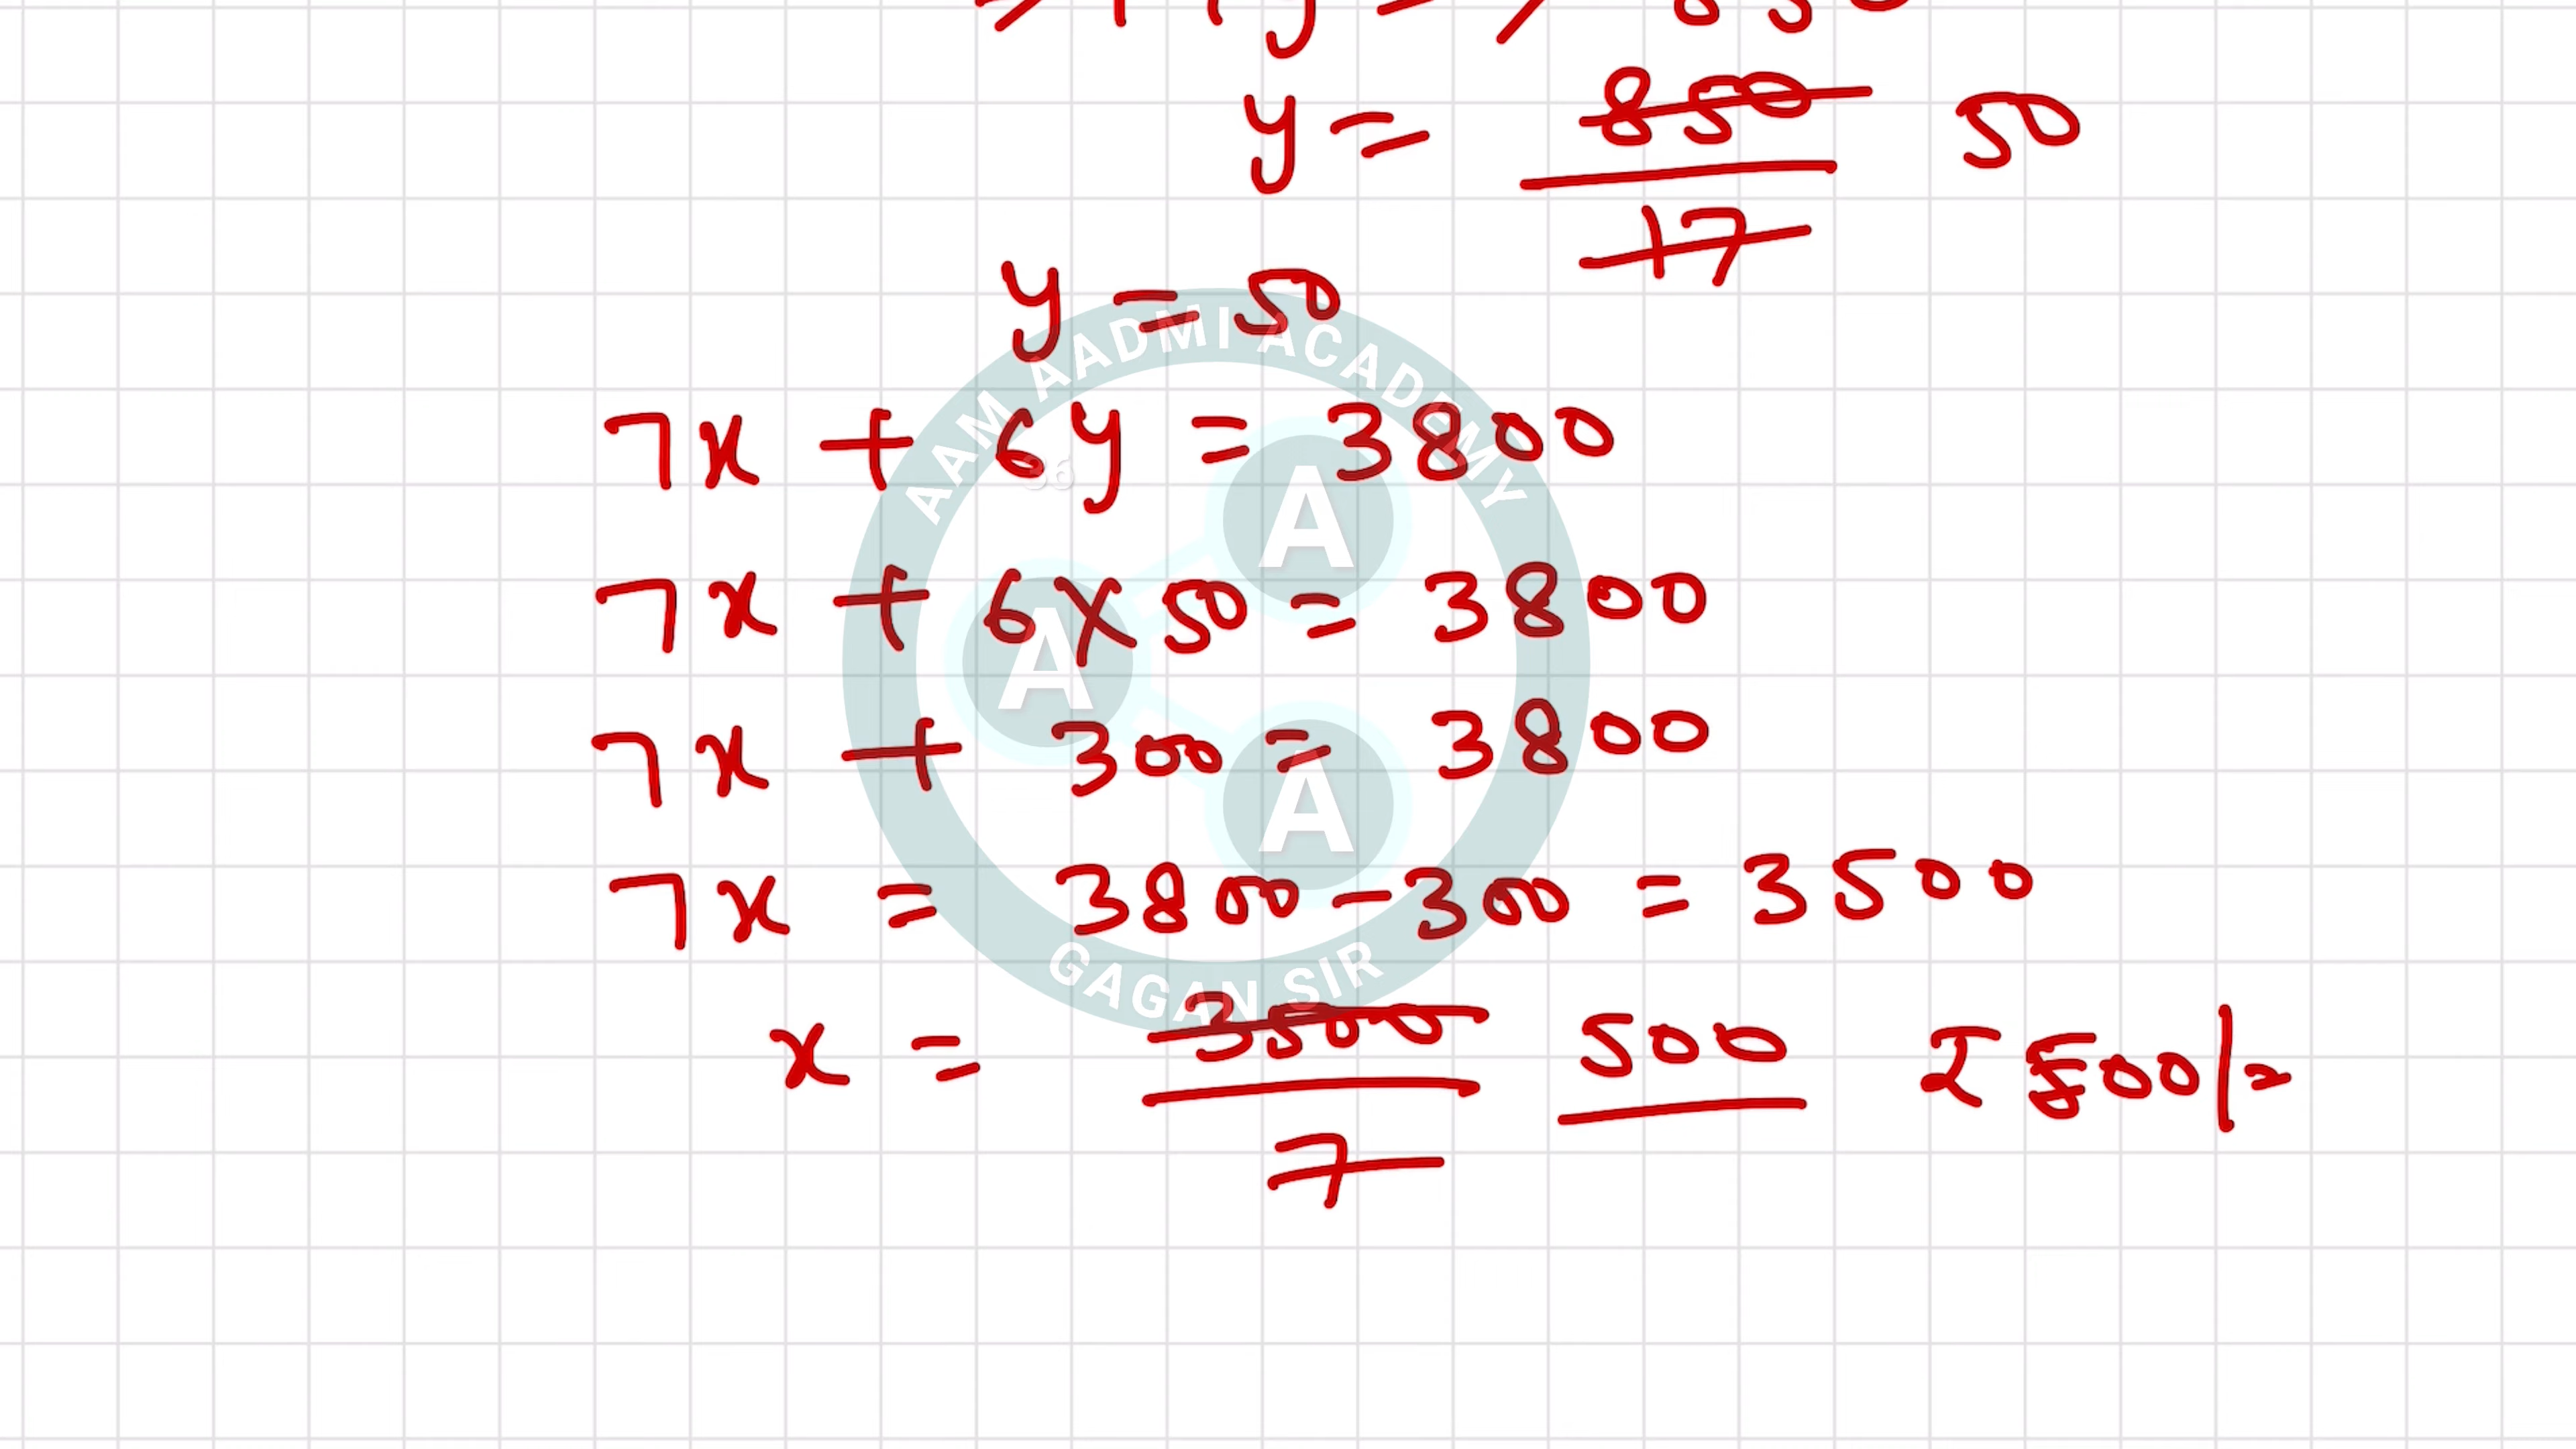 y = 850 50
17
y = 50
7x + 6y = 3800
7x + 6 x 50 = 3800
7x + 300 = 3800
7x = 3800 - 300 = 3500
x = 3500 500
7
AAM AADMI ACADEMY
A
A
A
GAGAN SIR